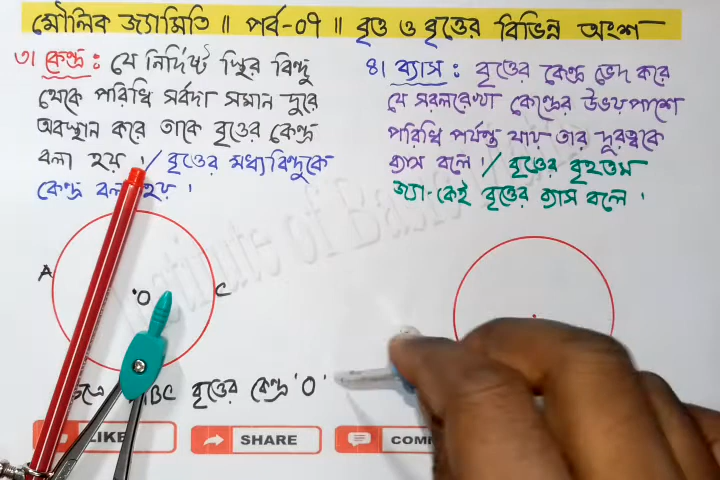 মৌলিক জ্যামিতি ॥ পর্ব-০৭ ॥ বৃত্ত ও বৃত্তের বিভিন্ন অংশ
৩। কেন্দ্র : যে নির্দিষ্ট স্থির বিন্দু
থেকে পরিধি সর্বদা সমান দুরে
অবস্থান করে তাকে বৃত্তের কেন্দ্র
বলা হয় । / বৃত্তের মধ্যবিন্দুকে
কেন্দ্র বলা হয় ।
A
O
C
BC বৃত্তের কেন্দ্র 'O'
৪। ব্যাস : বৃত্তের কেন্দ্র ভেদ করে
যে সরলরেখা কেন্দ্রের উভয়পাশে
পরিধি পর্যন্ত যায় তার দূরত্বকে
ব্যাস বলে । / বৃত্তের বৃহত্তম
জ্যা-কেই বৃত্তের ব্যাস বলে ।
LIKE
SHARE
COM